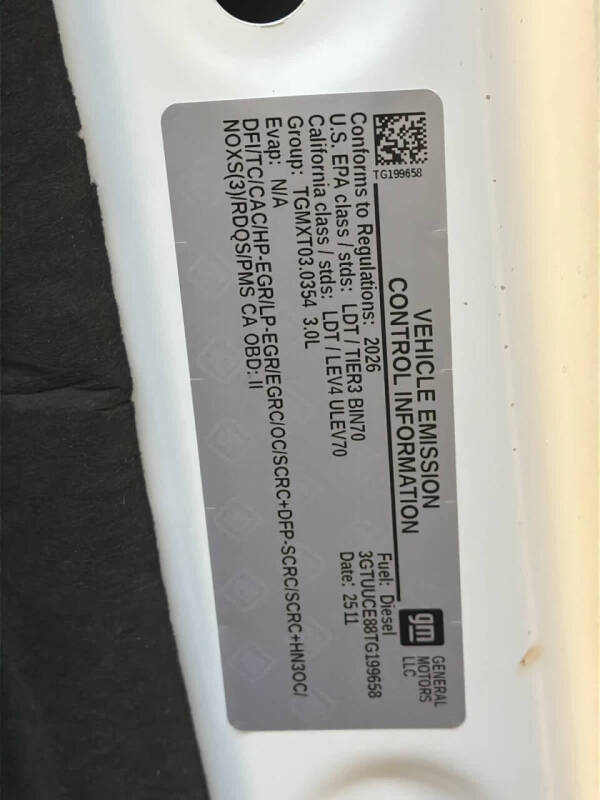 TG199658
VEHICLE EMISSION
CONTROL INFORMATION
gm
GENERAL
MOTORS
LLC
Conforms to Regulations: 2026
U.S. EPA class / stds: LDT / TIER3 BIN70
California class / stds: LDT / LEV4 ULEV70
Group: TGMXT03.0354 3.0L
Evap: N/A
Fuel: Diesel
3GTUUCE88TG199658
Date: 2511
DFI/TC/CAC/HP-EGR/LP-EGR/EGRC/OC/SCRC+DFP-SCRC/SCRC+HN3OC/
NOXS(3)/RDQS/PMS CA OBD: II